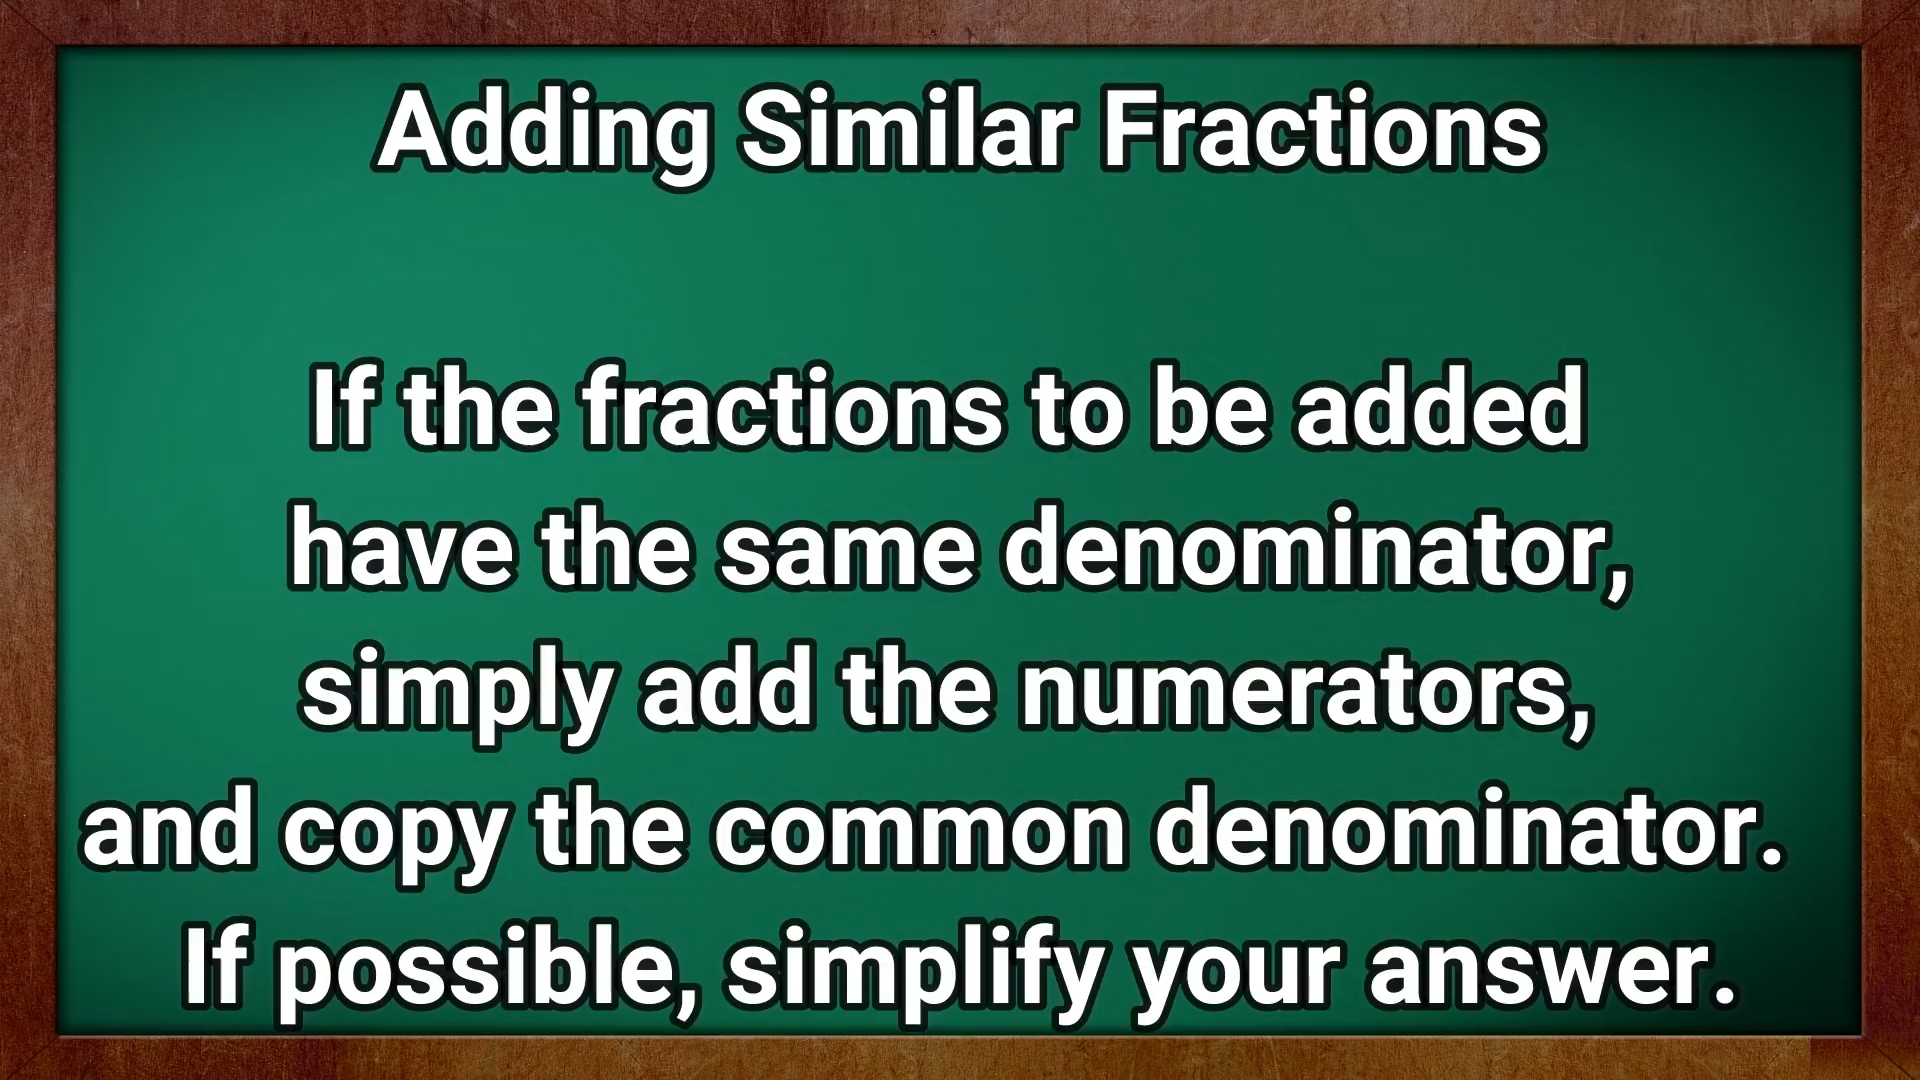 Adding Similar Fractions
If the fractions to be added
have the same denominator,
simply add the numerators,
and copy the common denominator.
If possible, simplify your answer.